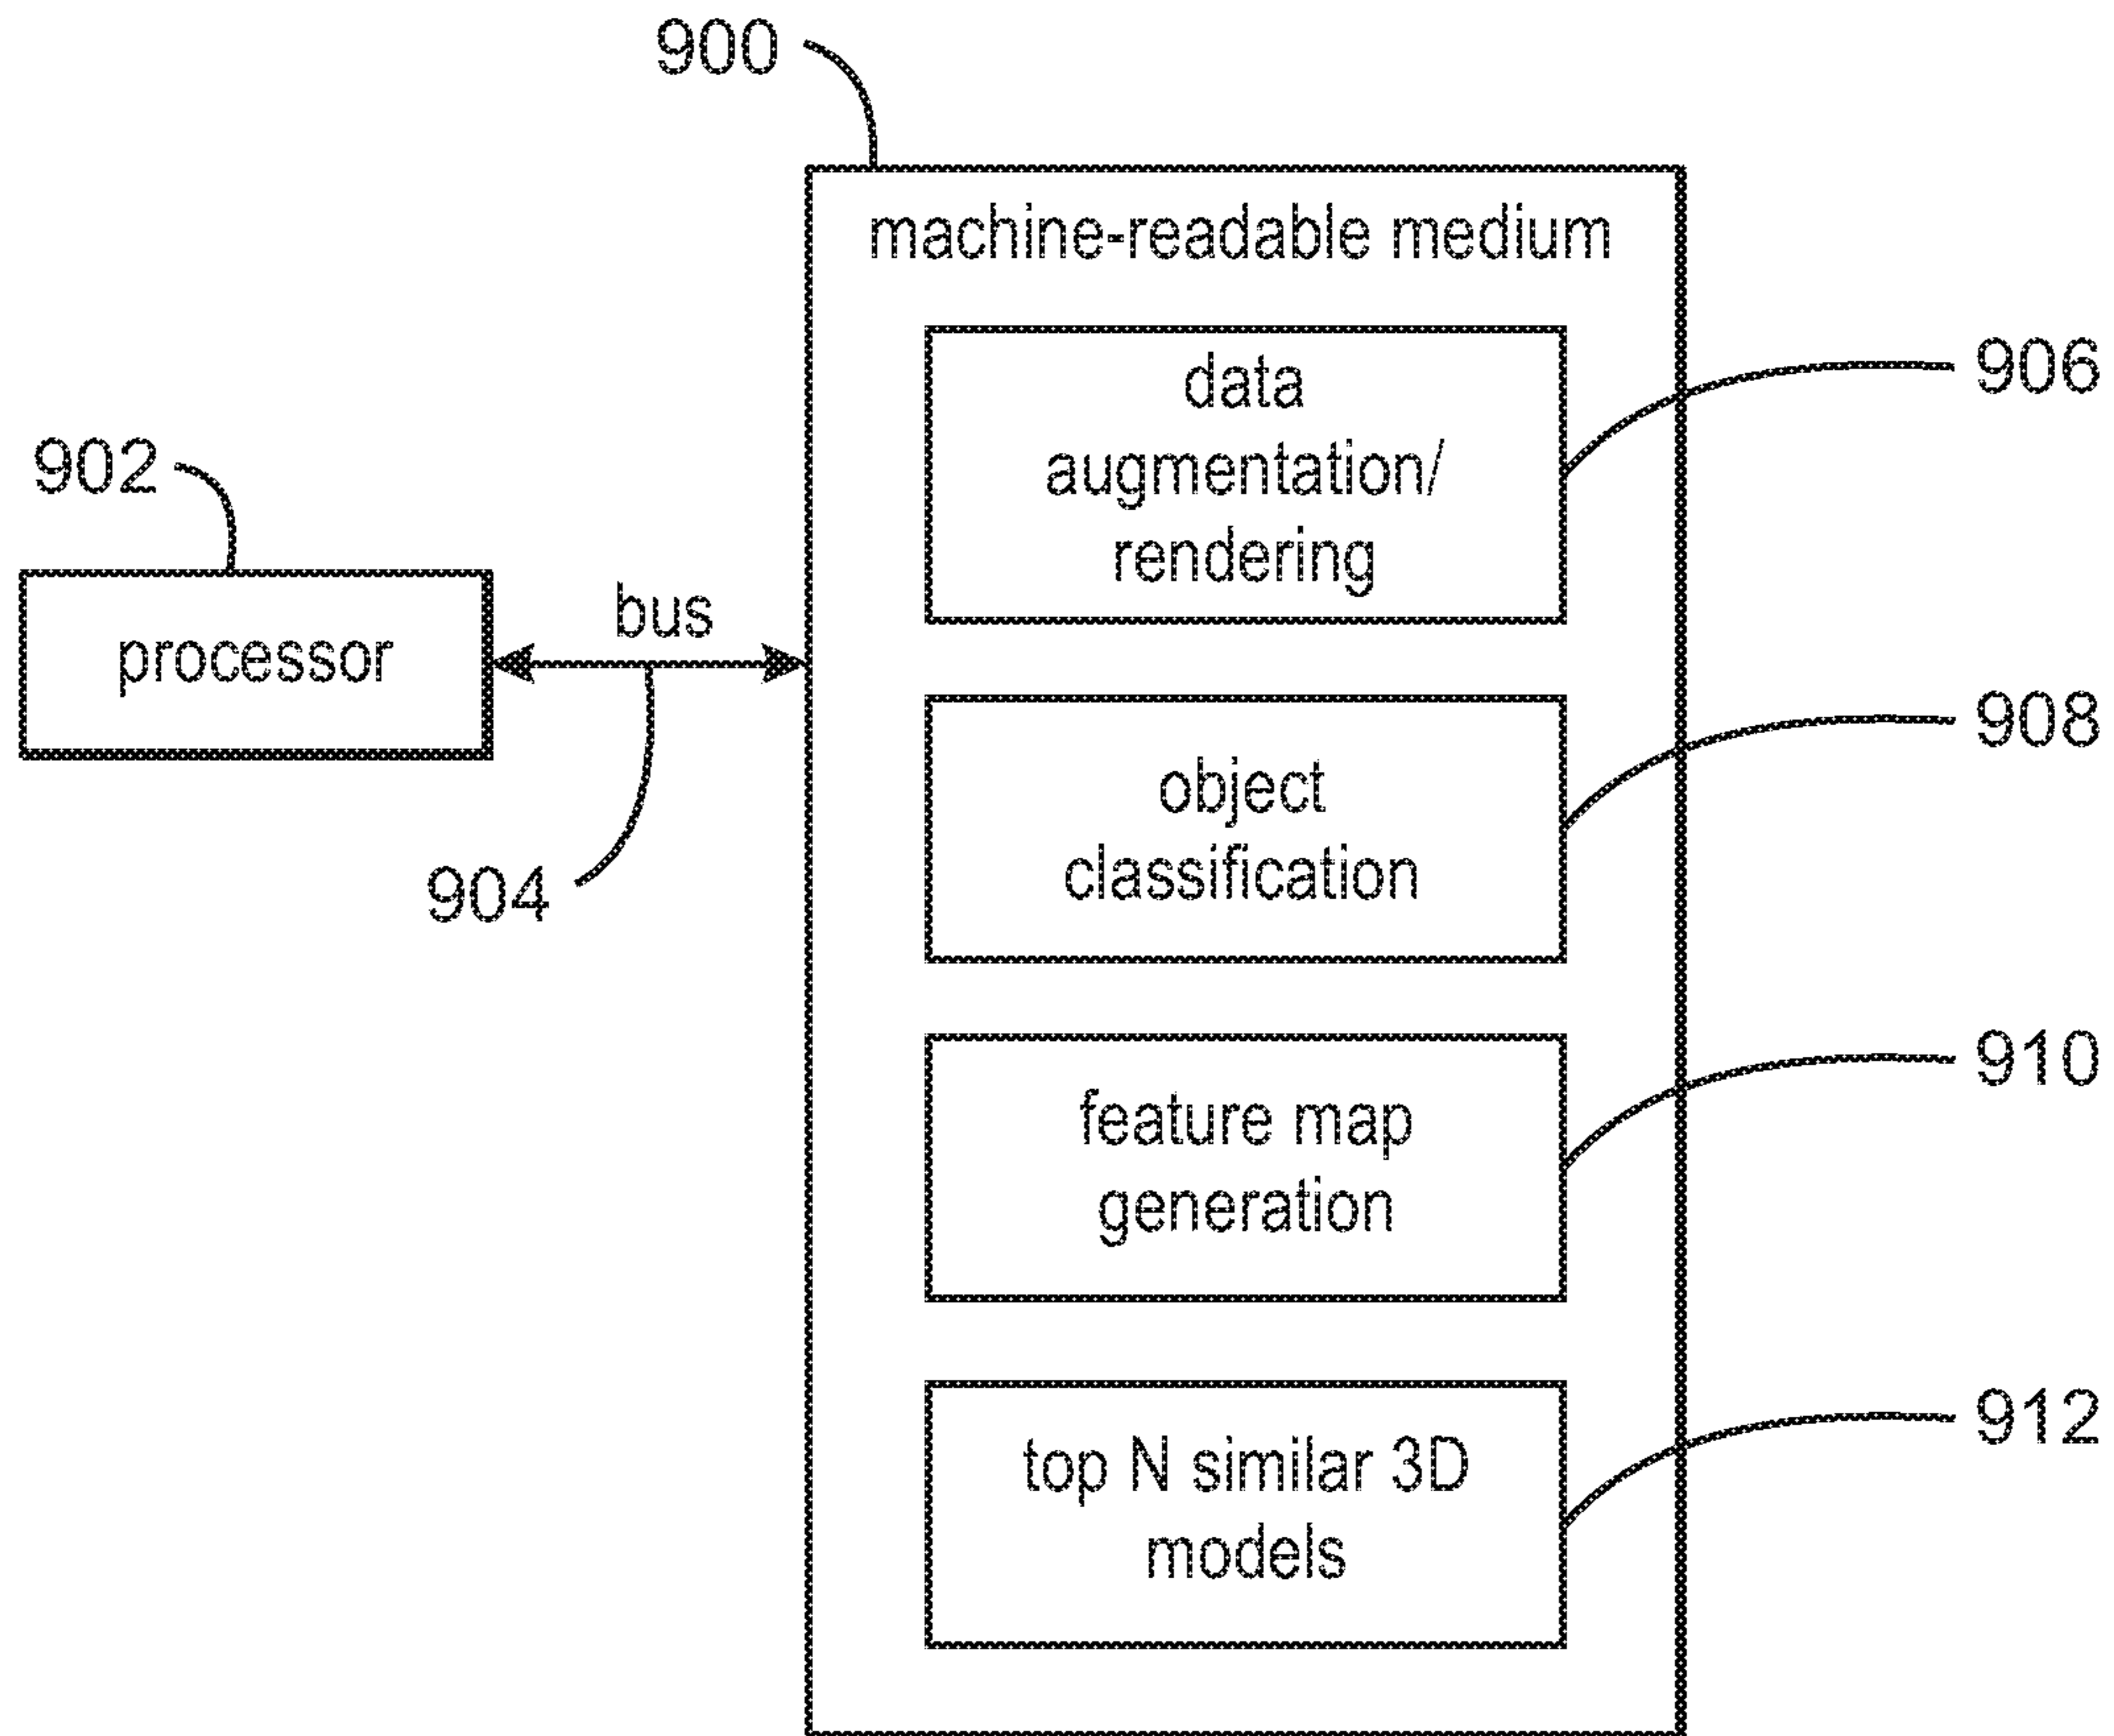 900
machine-readable medium
data
augmentation/
rendering
906
902
processor
bus
904
object
classification
908
feature map
generation
910
top N similar 3D
models
912